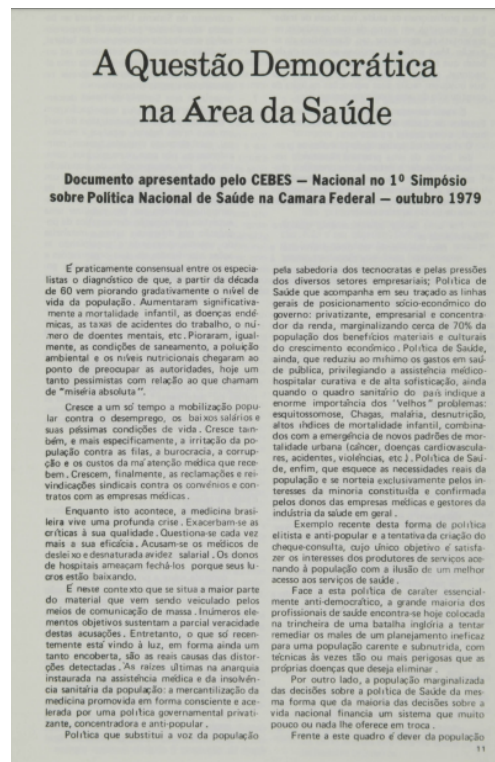 A Questão Democrática
na Área da Saúde
Documento apresentado pelo CEBES — Nacional no 1º Simpósio
sobre Política Nacional de Saúde na Camara Federal — outubro 1979
É praticamente consensual entre os especia-
listas o diagnóstico de que, a partir da década
de 60 vem piorando gradativamente o nível de
vida da população. Aumentaram significativa-
mente a mortalidade infantil, as doenças endê-
micas, as taxas de acidentes do trabalho, o nú-
mero de doentes mentais, etc. Pioraram, igual-
mente, as condições de saneamento, a poluição
ambiental e os níveis nutricionais chegaram ao
ponto de preocupar as autoridades, hoje um
tanto pessimistas com relação ao que chamam
de "miséria absoluta".
Cresce a um só tempo a mobilização popu-
lar contra o desemprego, os baixos salários e
suas péssimas condições de vida. Cresce tam-
bém, e mais especificamente, a irritação da po-
pulação contra as filas, a burocracia, a corrup-
ção e os custos da má atenção médica que rece-
bem. Crescem, finalmente, as reclamações e rei-
vindicações sindicais contra os convênios e con-
tratos com as empresas médicas.
Enquanto isto acontece, a medicina brasi-
leira vive uma profunda crise. Exacerbam-se as
críticas à sua qualidade. Questiona-se cada vez
mais a sua eficácia. Acusam-se os médicos de
desleixo e desnaturada avidez salarial. Os donos
de hospitais ameaçam fechá-los porque seus lu-
cros estão baixando.
É neste contexto que se situa a maior parte
do material que vem sendo veiculado pelos
meios de comunicação de massa. Inúmeros ele-
mentos objetivos sustentam a parcial veracidade
destas acusações. Entretanto, o que só recen-
temente está vindo à luz, em forma ainda um
tanto encoberta, são as reais causas das distor-
ções detectadas. As raízes últimas na anarquia
instaurada na assistência médica e da insolvên-
cia sanitária da população: a mercantilização da
medicina promovida em forma consciente e ace-
lerada por uma política governamental privati-
zante, concentradora e anti-popular.
Política que substitui a voz da população
pela sabedoria dos tecnocratas e pelas pressões
dos diversos setores empresariais; Política de
Saúde que acompanha em seu traçado as linhas
gerais de posicionamento sócio-econômico do
governo: privatizante, empresarial e concentra-
dor da renda, marginalizando cerca de 70% da
população dos benefícios materiais e culturais
do crescimento econômico. Política de Saúde,
ainda, que reduziu ao mínimo os gastos em saú-
de pública, privilegiando a assistência médico-
hospitalar curativa e de alta sofisticação, ainda
quando o quadro sanitário do país indique a
enorme importância dos "velhos" problemas:
esquitossomose, Chagas, malária, desnutrição,
altos índices de mortalidade infantil, combina-
dos com a emergência de novos padrões de mor-
talidade urbana (câncer, doenças cardiovascula-
res, acidentes, violências, etc). Política de Saú-
de, enfim, que esquece as necessidades reais da
população e se norteia exclusivamente pelos in-
teresses da minoria constituída e confirmada
pelos donos das empresas médicas e gestores da
indústria da saúde em geral.
Exemplo recente desta forma de política
elitista e anti-popular é a tentativa da criação do
cheque-consulta, cujo único objetivo é satisfa-
zer os interesses dos produtores de serviços ace-
nando à população com a ilusão de um melhor
acesso aos serviços de saúde.
Face a esta política de caráter essencial-
mente anti-democrático, a grande maioria dos
profissionais de saúde encontra-se hoje colocada
na trincheira de uma batalha inglória a tentar
remediar os males de um planejamento ineficaz
para uma população carente e subnutrida, com
técnicas às vezes tão ou mais perigosas que as
próprias doenças que deseja eliminar.
Por outro lado, a população marginalizada
das decisões sobre a política de Saúde da mes-
ma forma que da maioria das decisões sobre a
vida nacional financia um sistema que muito
pouco ou nada lhe oferece em troca.
Frente a este quadro é dever da população
11